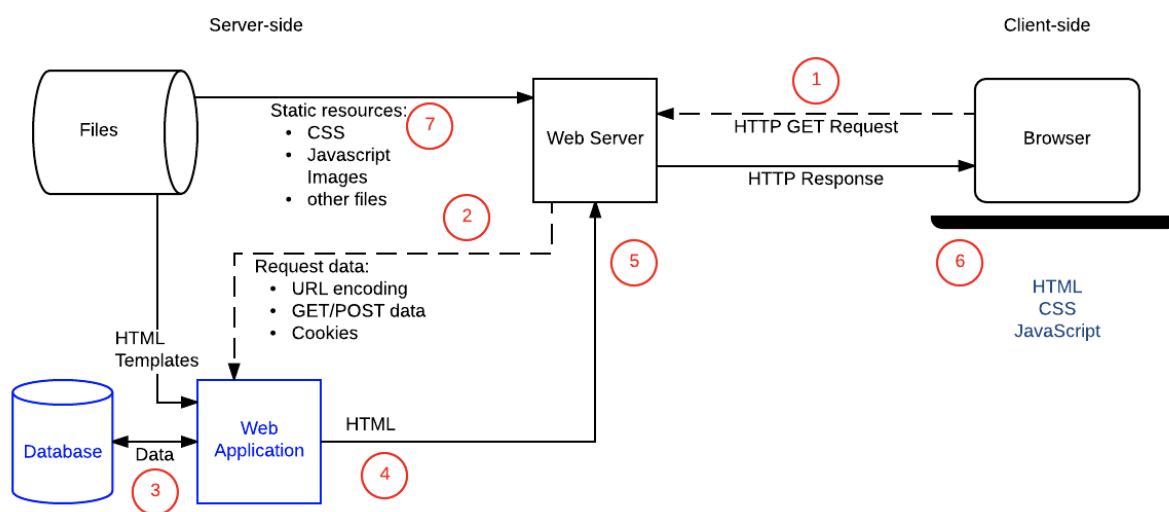 Server-side
Client-side
Files
Static resources:
• CSS
• Javascript
Images
• other files
7
Web Server
1
HTTP GET Request
HTTP Response
Browser
2
Request data:
• URL encoding
• GET/POST data
• Cookies
5
6
HTML
CSS
JavaScript
HTML
Templates
Database
Data
3
Web
Application
HTML
4